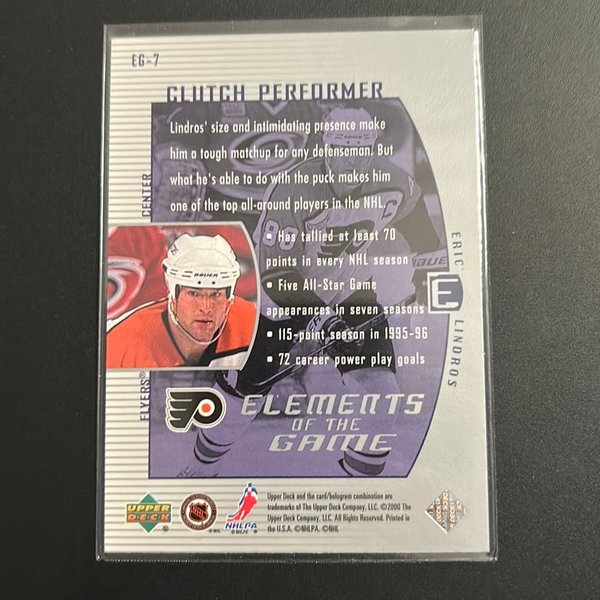 EG-7
CLUTCH PERFORMER
Lindros' size and intimidating presence make
him a tough matchup for any defenseman. But
what he's able to do with the puck makes him
one of the top all-around players in the NHL.
• Has tallied at least 70
points in every NHL season
• Five All-Star Game
appearances in seven seasons
• 115-point season in 1995-96
• 72 career power play goals
CENTER
FLYERS®
ERIC
E
LINDROS
88
BAUER
ELEMENTS
OF THE
GAME
UPPER
DECK
®
NHL
NHLPA
Upper Deck and the card/hologram combination are
trademarks of The Upper Deck Company, LLC. ©2000 The
Upper Deck Company, LLC. All Rights Reserved. Printed in
the U.S.A. ©NHLPA. ©NHL